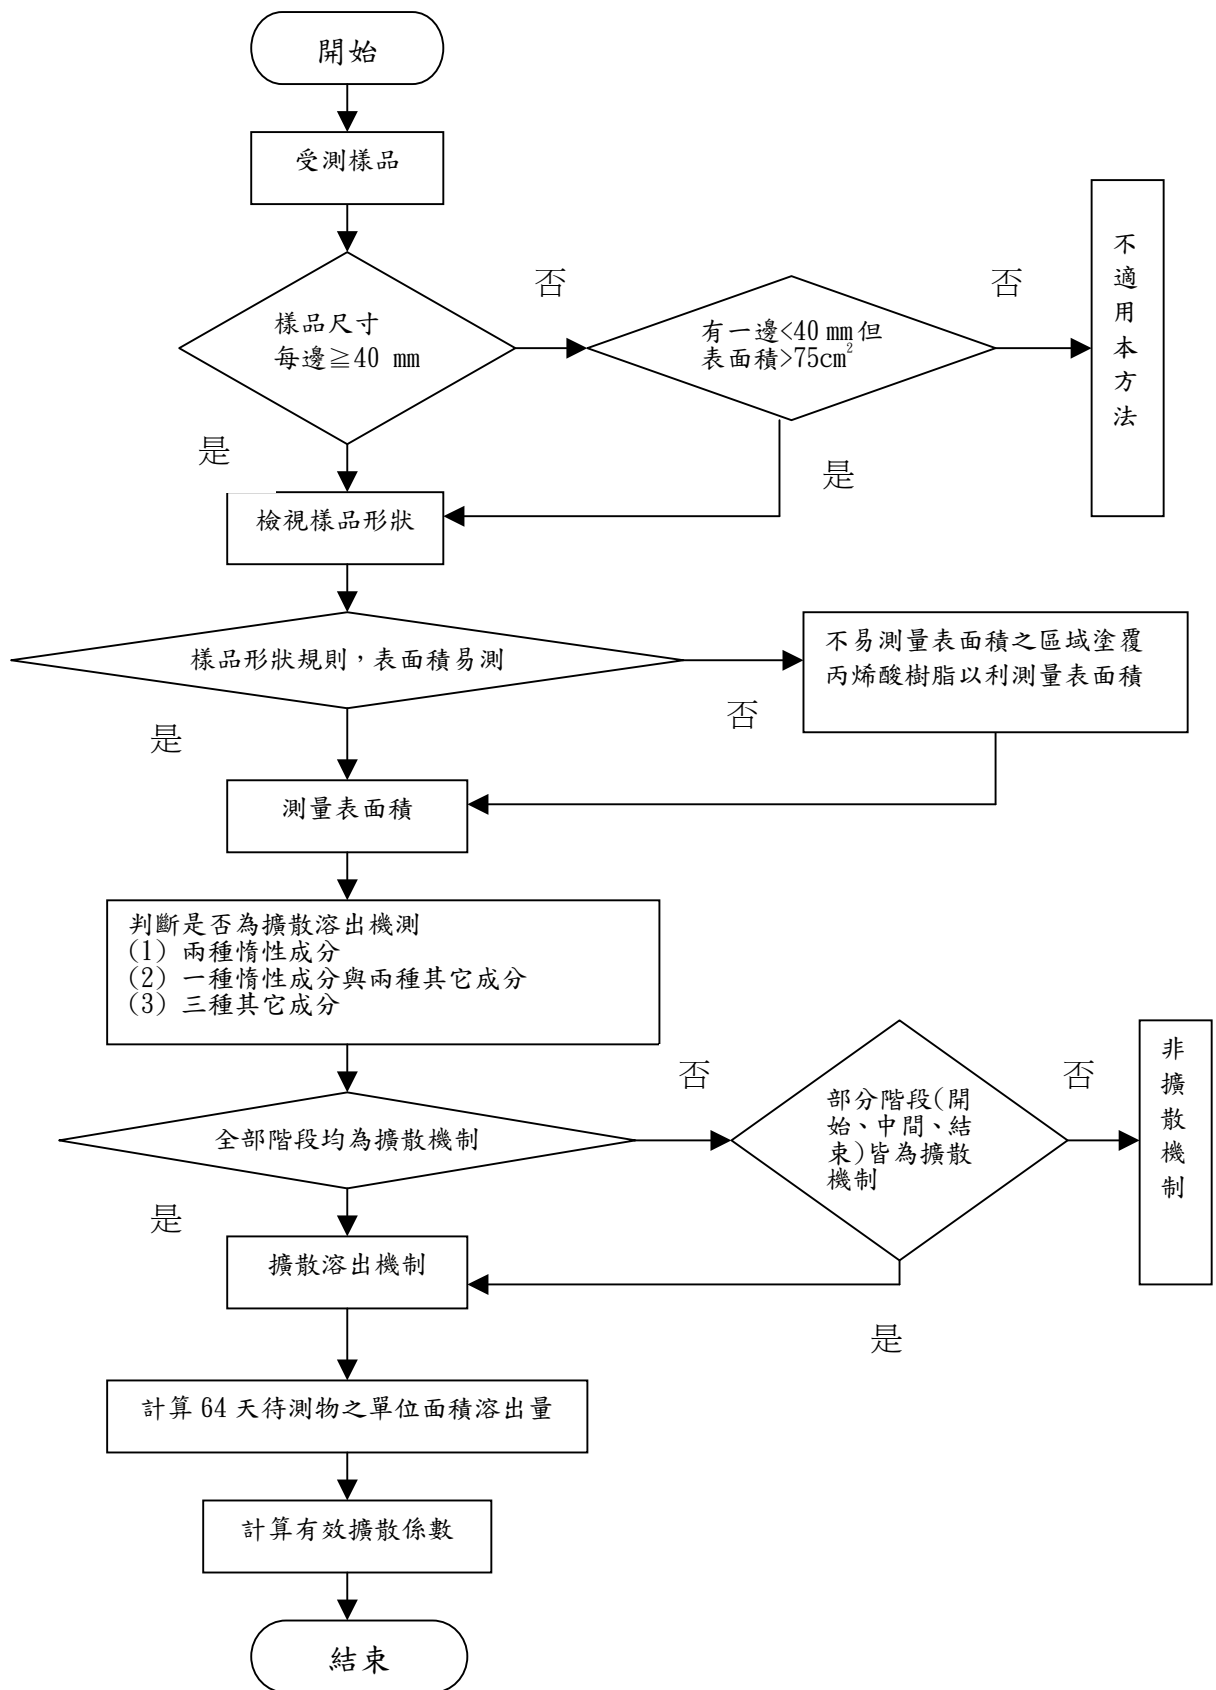 開始
受測樣品
樣品尺寸
每邊≧40 mm
否
有一邊<40 mm但
表面積>75cm²
否
不適用本方法
是
是
檢視樣品形狀
樣品形狀規則，表面積易測
不易測量表面積之區域塗覆
丙烯酸樹脂以利測量表面積
否
是
測量表面積
判斷是否為擴散溶出機測
(1) 兩種惰性成分
(2) 一種惰性成分與兩種其它成分
(3) 三種其它成分
全部階段均為擴散機制
否
部分階段(開
始、中間、結
束)皆為擴散
機制
否
非擴散機制
是
擴散溶出機制
是
計算 64 天待測物之單位面積溶出量
計算有效擴散係數
結束